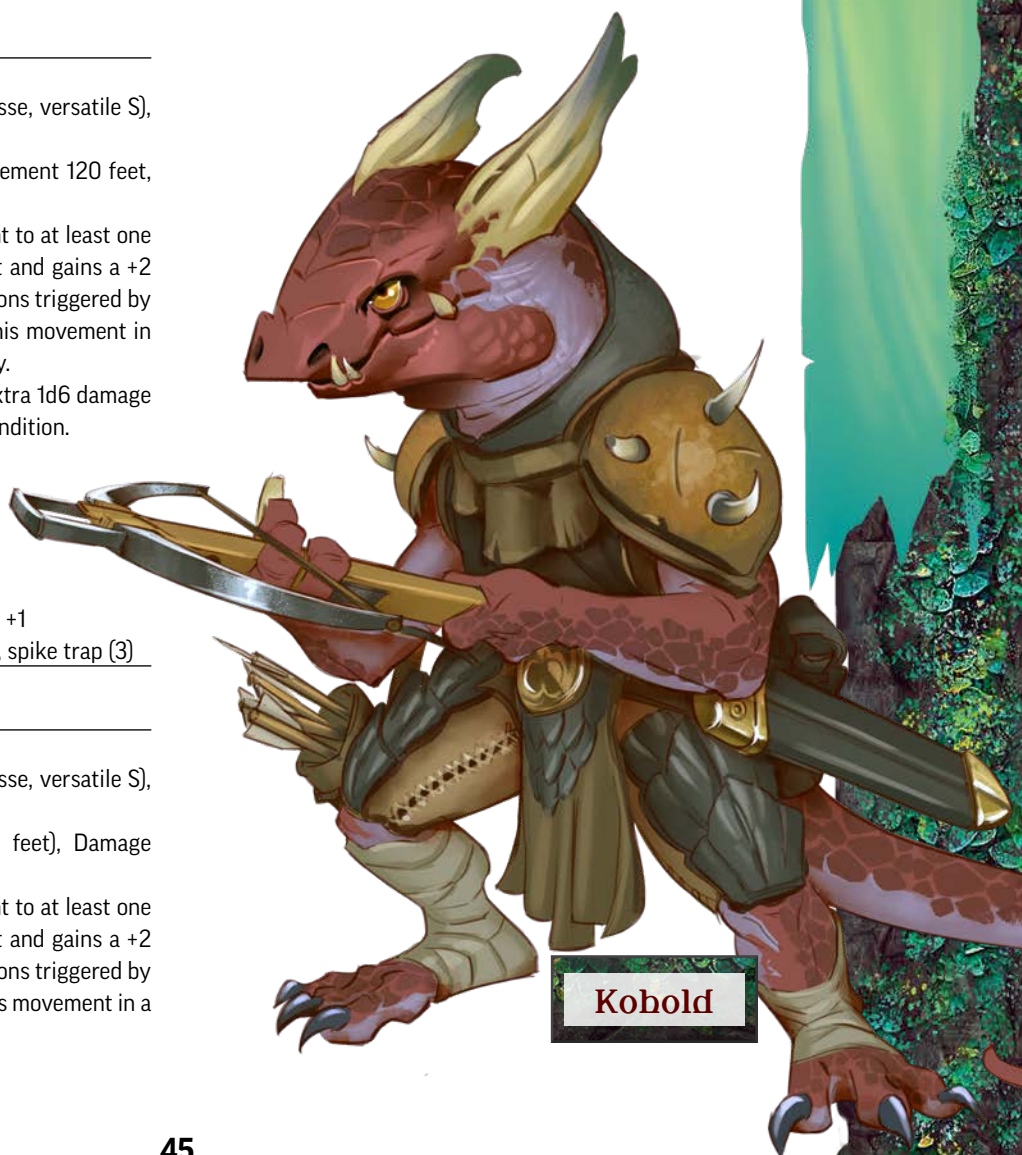 sse, versatile S),
ement 120 feet,
t to at least one
t and gains a +2
ons triggered by
his movement in
y.
xtra 1d6 damage
ndition.
+1
, spike trap (3)
sse, versatile S),
feet), Damage
t to at least one
t and gains a +2
ons triggered by
s movement in a
Kobold
45